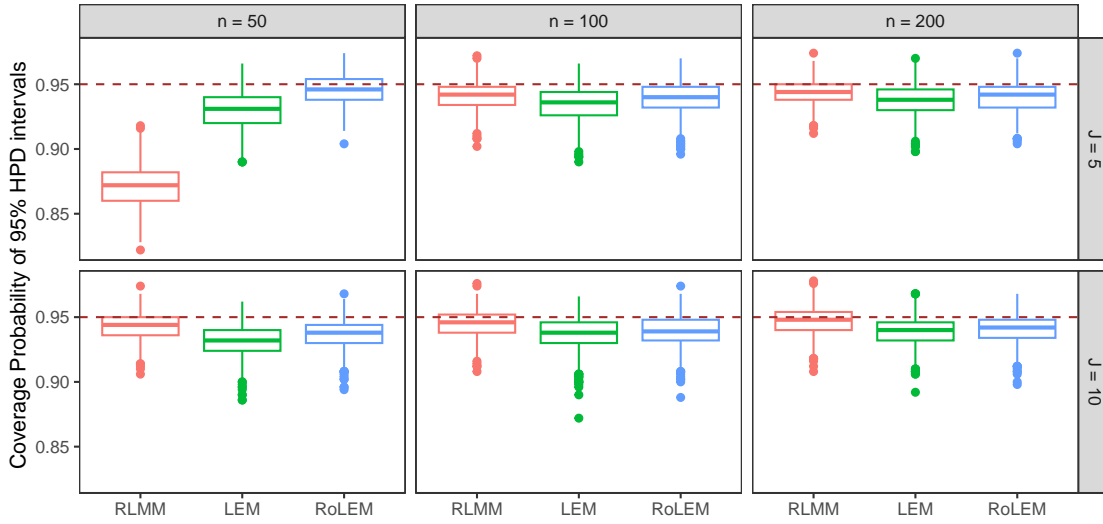 n = 50
n = 100
n = 200
Coverage Probability of 95% HPD intervals
0.95
0.90
0.85
J = 5
0.95
0.90
0.85
J = 10
RLMM LEM RoLEM
RLMM LEM RoLEM
RLMM LEM RoLEM